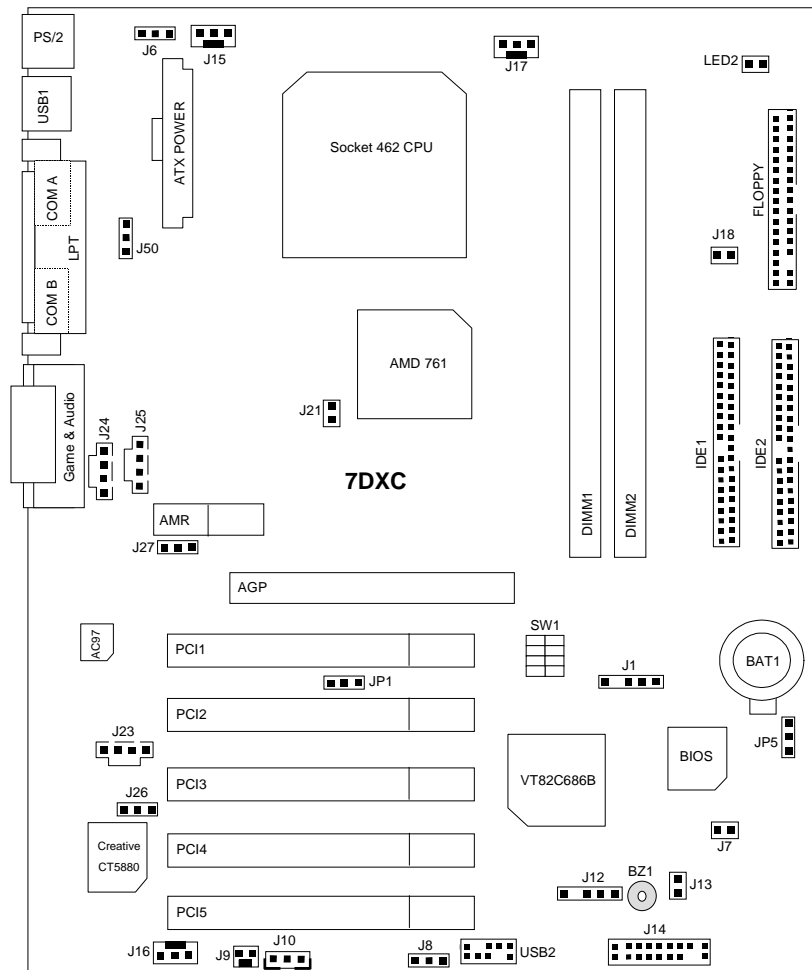 PS/2
J6
J15
J17
LED2
USB1
ATX POWER
Socket 462 CPU
FLOPPY
COM A
LPT
J50
J18
COM B
AMD 761
Game & Audio
J24
J25
J21
IDE1
IDE2
7DXC
DIMM1
DIMM2
AMR
J27
AGP
AC97
PCI1
SW1
J1
BAT1
JP1
PCI2
J23
JP5
VT82C686B
BIOS
PCI3
J26
Creative
CT5880
PCI4
J7
J12
BZ1
J13
PCI5
J16
J9
J10
J8
USB2
J14